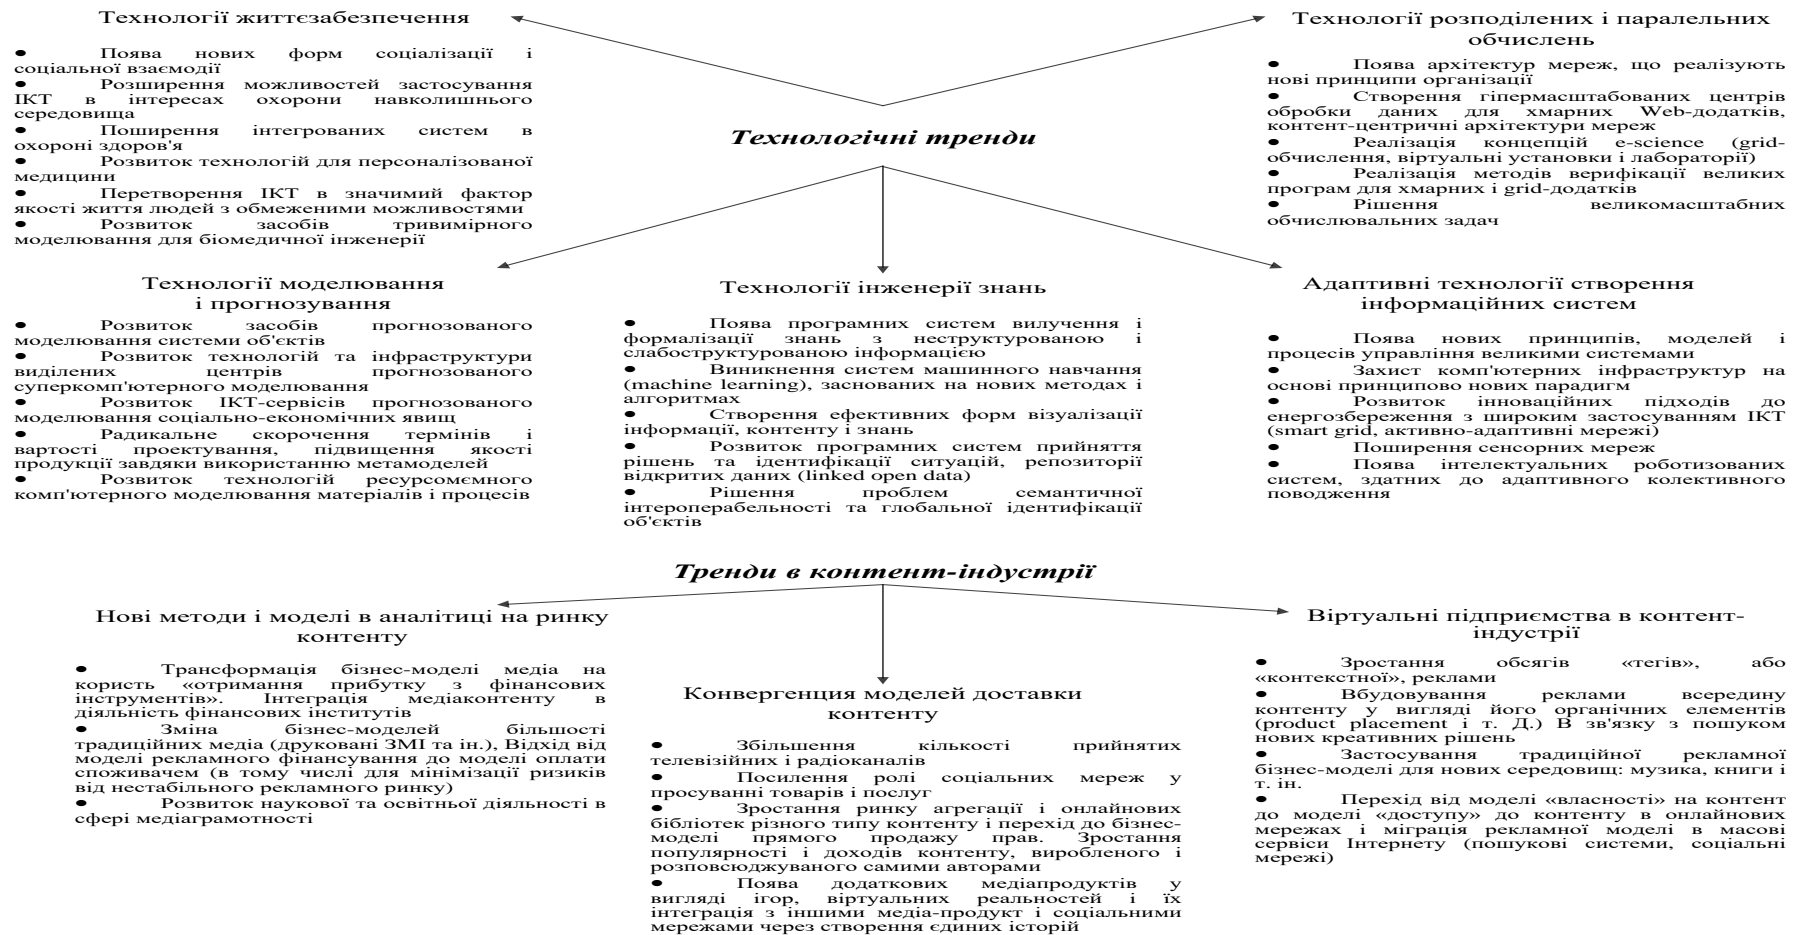 Технології життєзабезпечення
● Поява нових форм соціалізації і
соціальної взаємодії
● Розширення можливостей застосування
ІКТ в інтересах охорони навколишнього
середовища
● Поширення інтегрованих систем в
охороні здоров'я
● Розвиток технологій для персоналізованої
медицини
● Перетворення ІКТ в значимий фактор
якості життя людей з обмеженими можливостями
● Розвиток засобів тривимірного
моделювання для біомедичної інженерії
Технології розподілених і паралельних
обчислень
● Поява архітектур мереж, що реалізують
нові принципи організації
● Створення гіпермасштабованих центрів
обробки даних для хмарних Web-додатків,
контент-центричні архітектури мереж
● Реалізація концепцій e-science (grid-
обчислення, віртуальні установки і лабораторії)
● Реалізація методів верифікації великих
програм для хмарних і grid-додатків
● Рішення великомасштабних
обчислювальних задач
Технологічні тренди
Технології моделювання
і прогнозування
● Розвиток засобів прогнозованого
моделювання системи об'єктів
● Розвиток технологій та інфраструктури
виділених центрів прогнозованого
суперкомп'ютерного моделювання
● Розвиток ІКТ-сервісів прогнозованого
моделювання соціально-економічних явищ
● Радикальне скорочення термінів і
вартості проектування, підвищення якості
продукції завдяки використанню метамоделей
● Розвиток технологій ресурсомємного
комп'ютерного моделювання матеріалів і процесів
Технології інженерії знань
● Поява програмних систем вилучення і
формалізації знань з неструктурованою і
слабоструктурованою інформацією
● Виникнення систем машинного навчання
(machine learning), заснованих на нових методах і
алгоритмах
● Створення ефективних форм візуалізації
інформації, контенту і знань
● Розвиток програмних систем прийняття
рішень та ідентифікації ситуацій, репозиторії
відкритих даних (linked open data)
● Рішення проблем семантичної
інтероперабельності та глобальної ідентифікації
об'єктів
Адаптивні технології створення
інформаційних систем
● Поява нових принципів, моделей і
процесів управління великими системами
● Захист комп'ютерних інфраструктур на
основі принципово нових парадигм
● Розвиток інноваційних підходів до
енергозбереження з широким застосуванням ІКТ
(smart grid, активно-адаптивні мережі)
● Поширення сенсорних мереж
● Поява інтелектуальних роботизованих
систем, здатних до адаптивного колективного
поводження
Тренди в контент-індустрії
Нові методи і моделі в аналітиці на ринку
контенту
● Трансформація бізнес-моделі медіа на
користь «отримання прибутку з фінансових
інструментів». Інтеграція медіаконтенту в
діяльність фінансових інститутів
● Зміна бізнес-моделей більшості
традиційних медіа (друковані ЗМІ та ін.), Відхід від
моделі рекламного фінансування до моделі оплати
споживачем (в тому числі для мінімізації ризиків
від нестабільного рекламного ринку)
● Розвиток наукової та освітньої діяльності в
сфері медіаграмотності
Конвергенция моделей доставки
контенту
● Збільшення кількості прийнятих
телевізійних і радіоканалів
● Посилення ролі соціальних мереж у
просуванні товарів і послуг
● Зростання ринку агрегації і онлайнових
бібліотек різного типу контенту і перехід до бізнес-
моделі прямого продажу прав. Зростання
популярності і доходів контенту, виробленого і
розповсюджуваного самими авторами
● Поява додаткових медіапродуктів у
вигляді ігор, віртуальних реальностей і їх
інтеграція з іншими медіа-продукт і соціальними
мережами через створення єдиних історій
Віртуальні підприємства в контент-
індустрії
● Зростання обсягів «тегів», або
«контекстної», реклами
● Вбудовування реклами всередину
контенту у вигляді його органічних елементів
(product placement і т. Д.) В зв'язку з пошуком
нових креативних рішень
● Застосування традиційної рекламної
бізнес-моделі для нових середовищ: музика, книги і
т. ін.
● Перехід від моделі «власності» на контент
до моделі «доступу» до контенту в онлайнових
мережах і міграція рекламної моделі в масові
сервіси Інтернету (пошукові системи, соціальні
мережі)